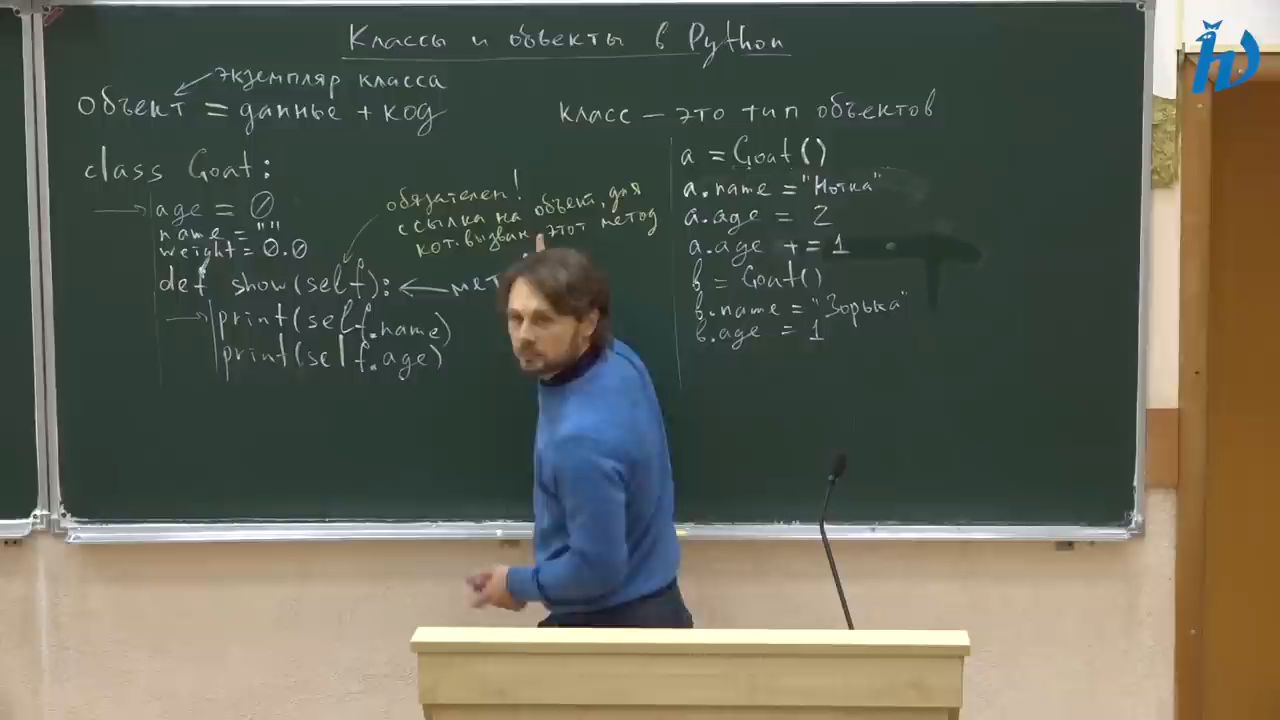 Классы и объекты в Python
экземпляр класса
объект = данные + код
class Goat:
age = 0
name = ""
weight = 0.0
def show(self):
print(self.name)
print(self.age)
обязателен!
ссылка на объект, для
кот. вызван этот метод
мет
класс — это тип объектов
a = Goat()
a.name = "Нотка"
a.age = 2
a.age += 1
b = Goat()
b.name = "Зорька"
b.age = 1